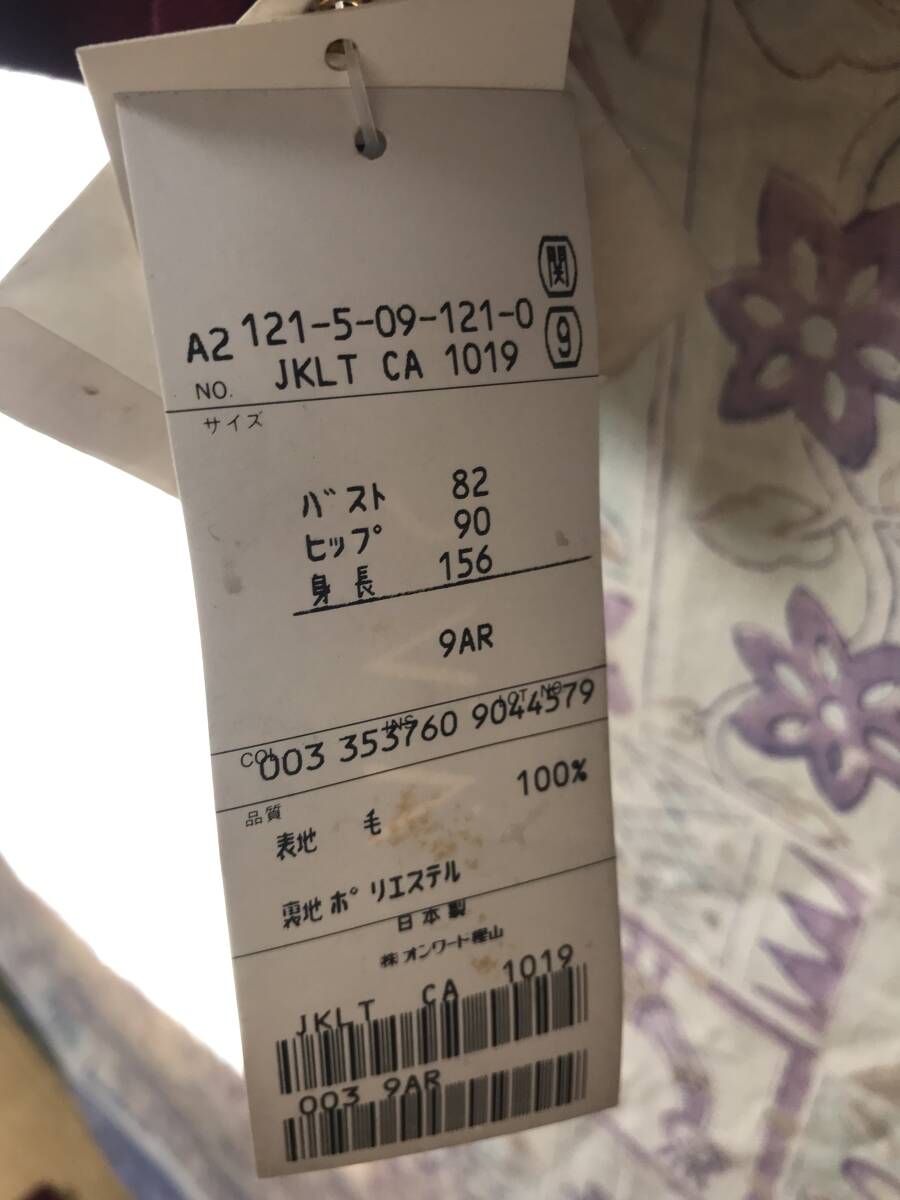 関
A2 121-5-09-121-0
9
NO. JKLT CA 1019
サイズ
バスト 82
ヒップ 90
身長 156
9AR
COL INS LOT NO
003 353760 9044579
品質
表地 毛 100%
裏地 ポリエステル
日本製
㈱オンワード樫山
JKLT CA 1019
003 9AR